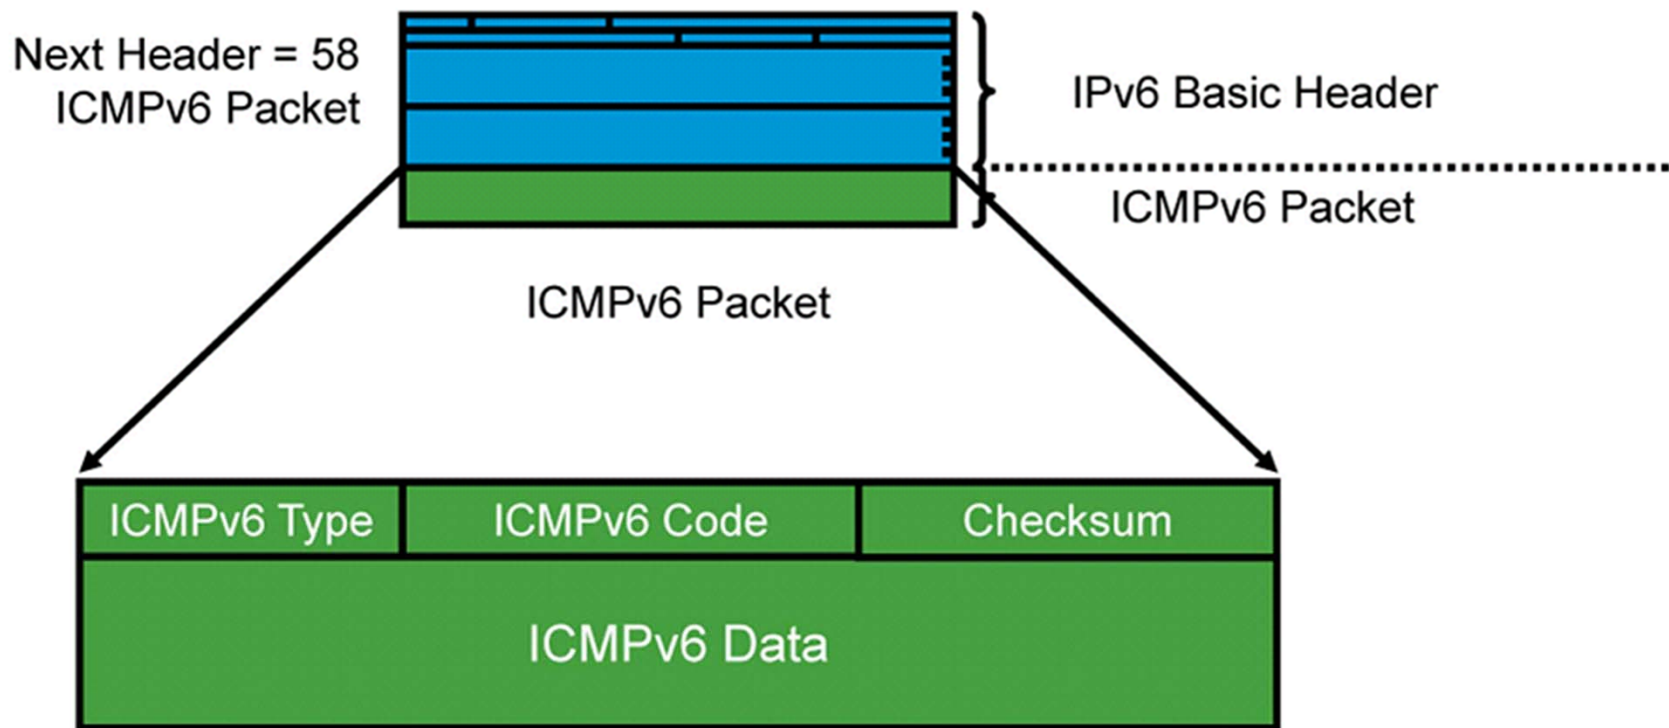 Next Header = 58
ICMPv6 Packet
IPv6 Basic Header
ICMPv6 Packet
ICMPv6 Packet
ICMPv6 Type
ICMPv6 Code
Checksum
ICMPv6 Data